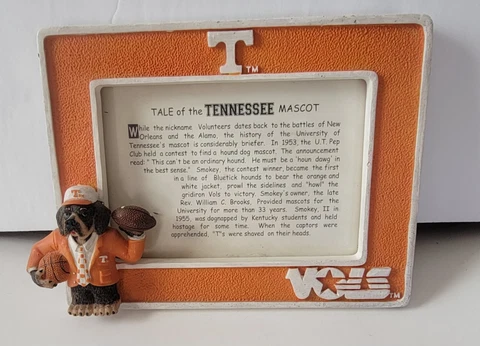 T TM
TALE of the TENNESSEE MASCOT
While the nickname Volunteers dates back to the battles of New
Orleans and the Alamo, the history of the University of
Tennessee's mascot is considerably briefer. In 1953, the U.T. Pep
Club held a contest to find a hound dog mascot. The announcement
read: " This can't be an ordinary hound. He must be a 'houn dawg' in
the best sense." Smokey, the contest winner, became the first
in a line of Bluetick hounds to bear the orange and
white jacket, prowl the sidelines and "howl" the
gridiron Vols to victory. Smokey's owner, the late
Rev. William C. Brooks, Provided mascots for the
University for more than 33 years. Smokey, II in
1955, was dognapped by Kentucky students and held
hostage for some time. When the captors were
apprehended, "T"s were shaved on their heads.
T
VOLS TM